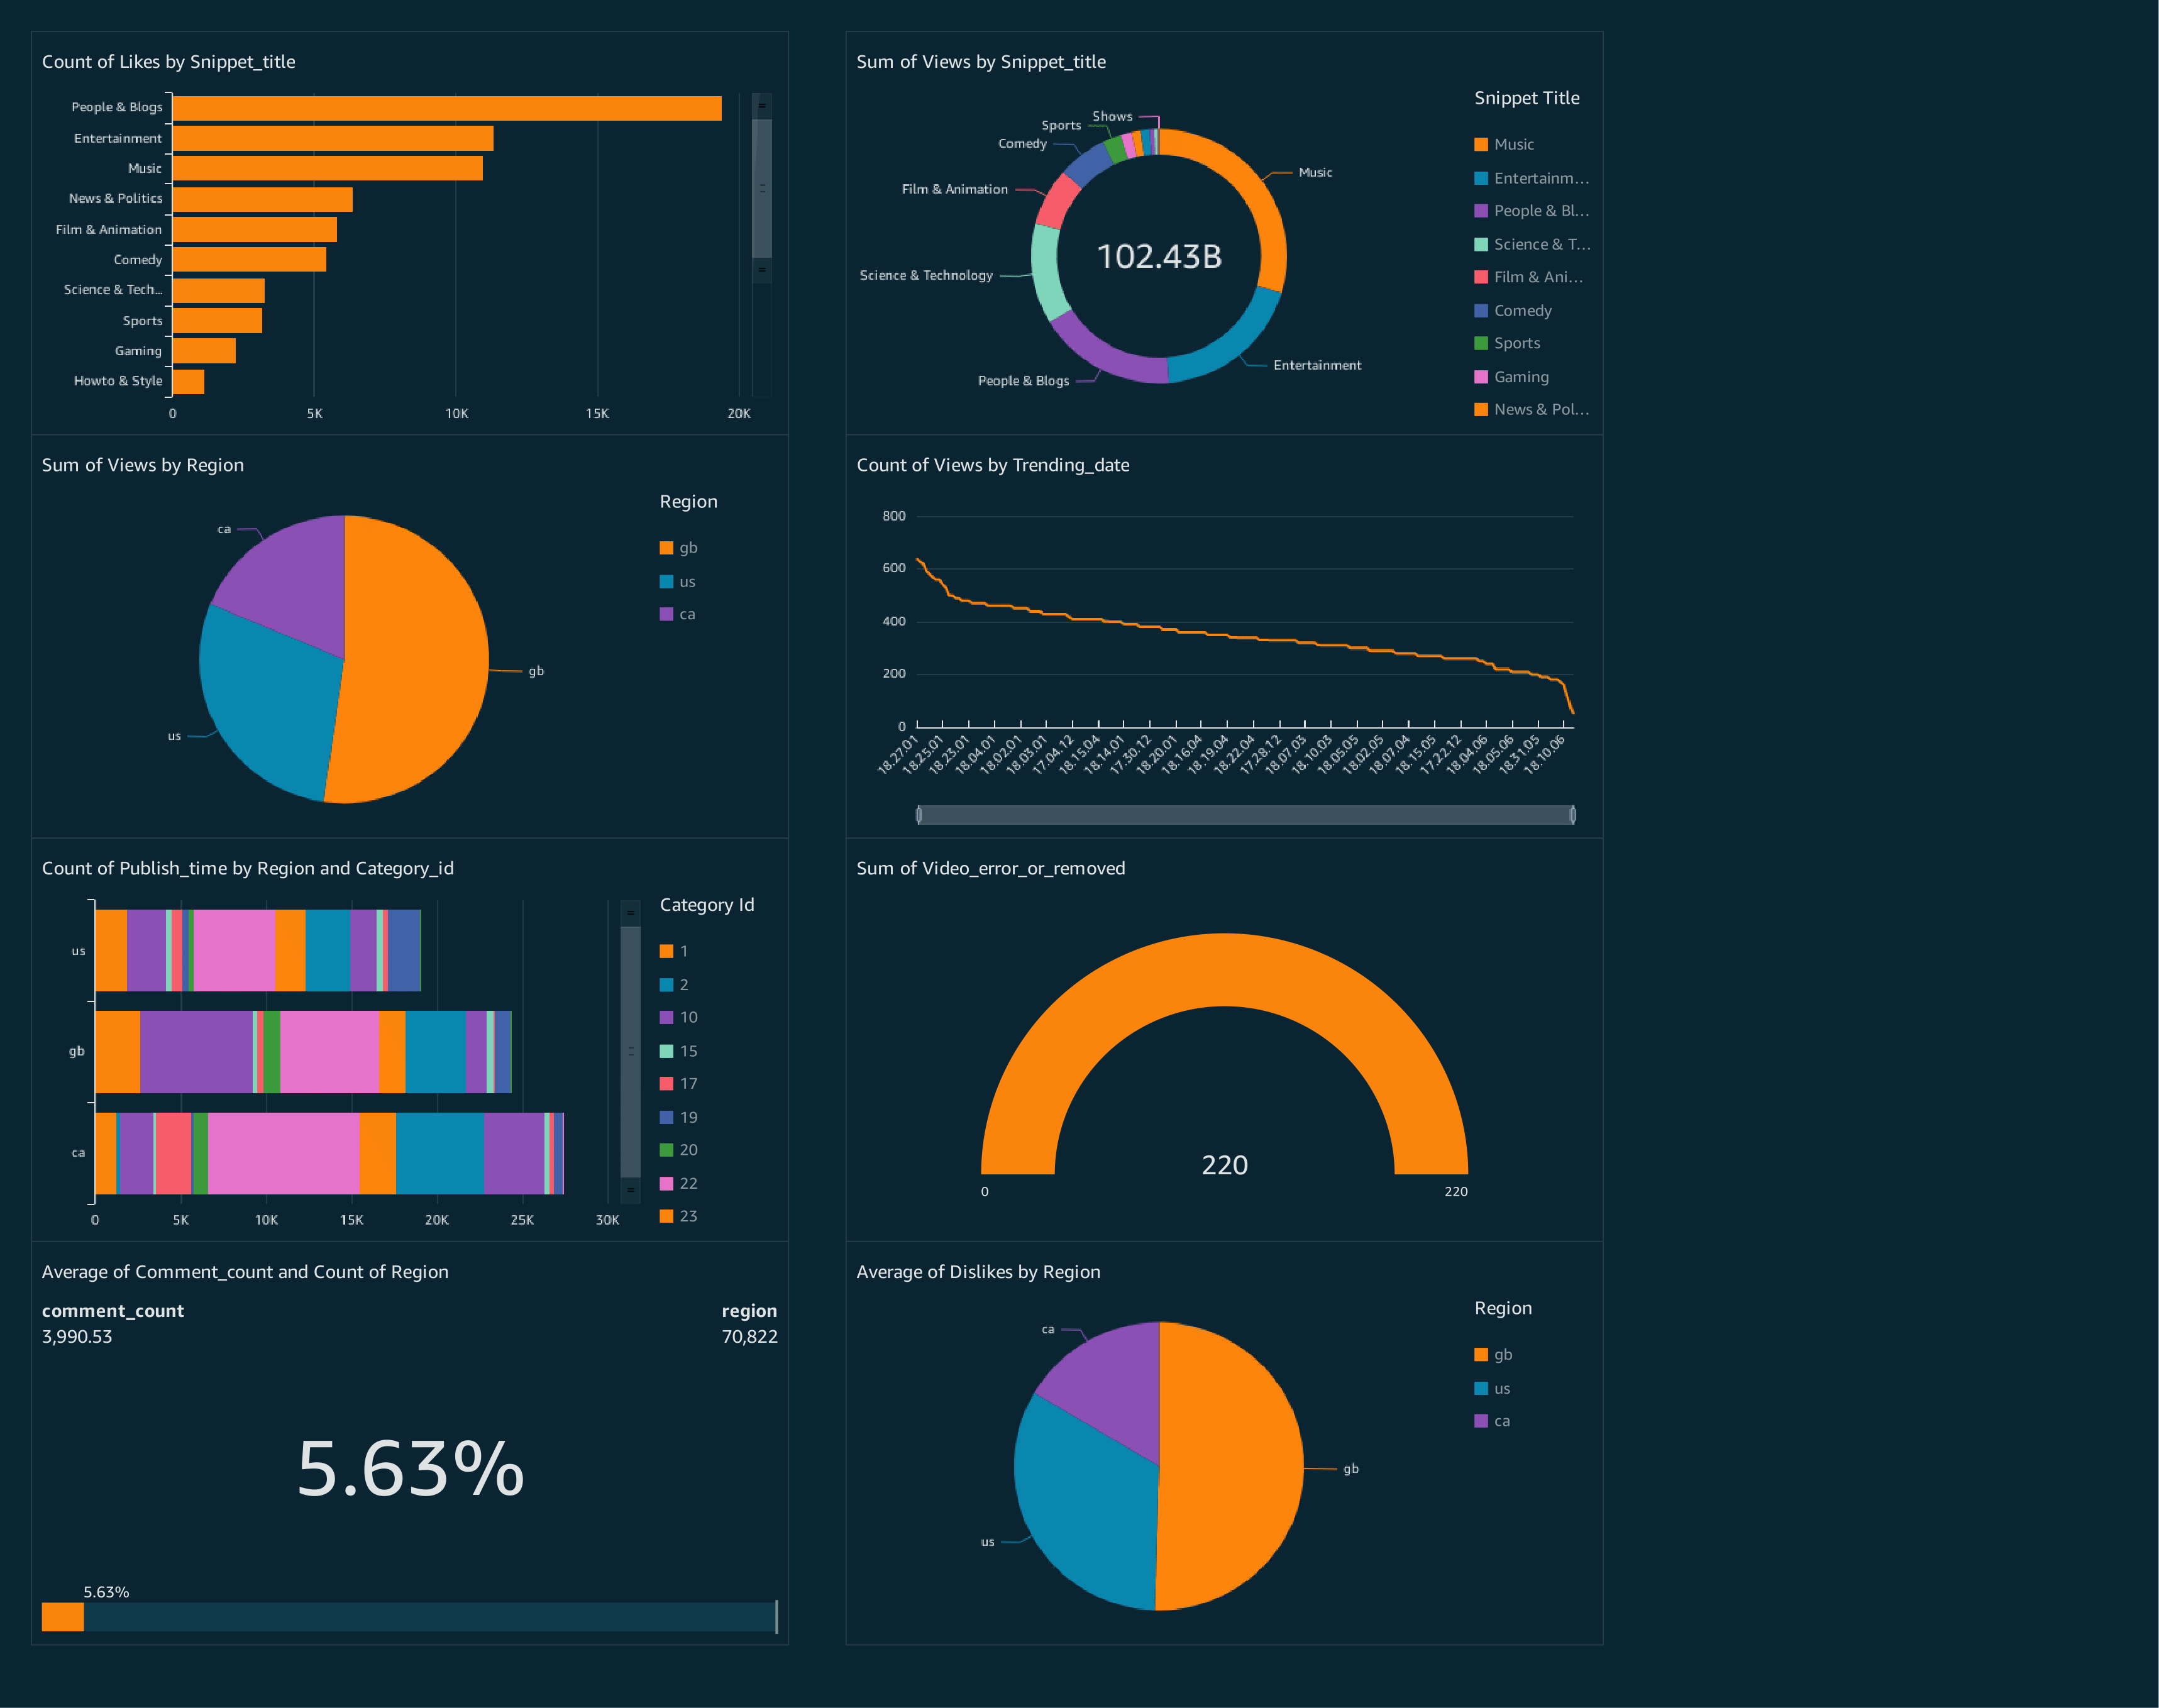 Count of Likes by Snippet_title
People & Blogs
Entertainment
Music
News & Politics
Film & Animation
Comedy
Science & Tech...
Sports
Gaming
Howto & Style
0 5K 10K 15K 20K
Sum of Views by Snippet_title
Shows
Sports
Comedy
Film & Animation
Science & Technology
People & Blogs
Music
Entertainment
102.43B
Snippet Title
Music
Entertainm...
People & Bl...
Science & T...
Film & Ani...
Comedy
Sports
Gaming
News & Pol...
Sum of Views by Region
ca
us
gb
Region
gb
us
ca
Count of Views by Trending_date
800
600
400
200
0
18.27.01 18.25.01 18.23.01 18.04.01 18.02.01 18.03.01 17.04.12 18.15.04 18.14.01 17.30.12 18.20.01 18.16.04 18.19.04 18.22.04 17.28.12 18.07.03 18.10.03 18.05.05 18.02.05 18.07.04 18.15.05 17.22.12 18.04.06 18.05.06 18.31.05 18.10.06
Count of Publish_time by Region and Category_id
us
gb
ca
0 5K 10K 15K 20K 25K 30K
Category Id
1
2
10
15
17
19
20
22
23
Sum of Video_error_or_removed
220
0 220
Average of Comment_count and Count of Region
comment_count region
3,990.53 70,822
5.63%
5.63%
Average of Dislikes by Region
ca
us
gb
Region
gb
us
ca